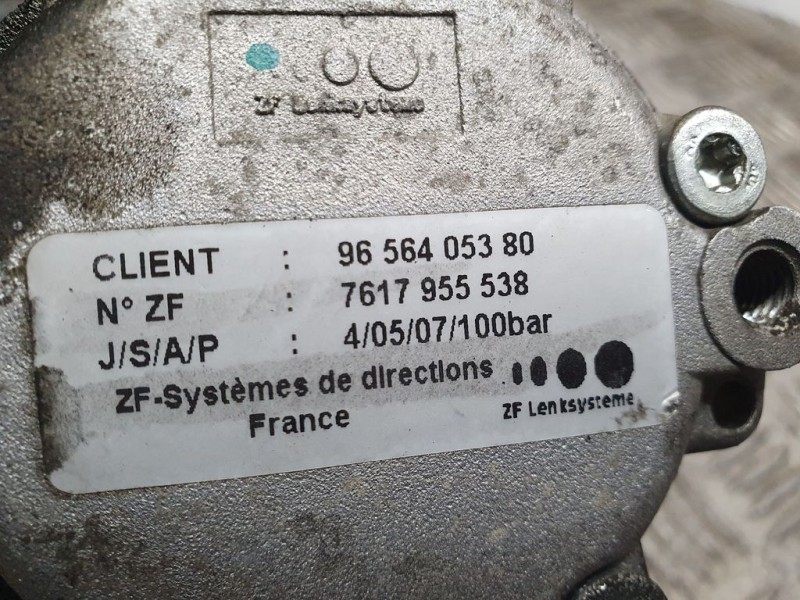 ZF Lenksysteme
CLIENT : 96 564 053 80
N° ZF : 7617 955 538
J/S/A/P : 4/05/07/100bar
ZF-Systèmes de directions
France
ZF Lenksysteme